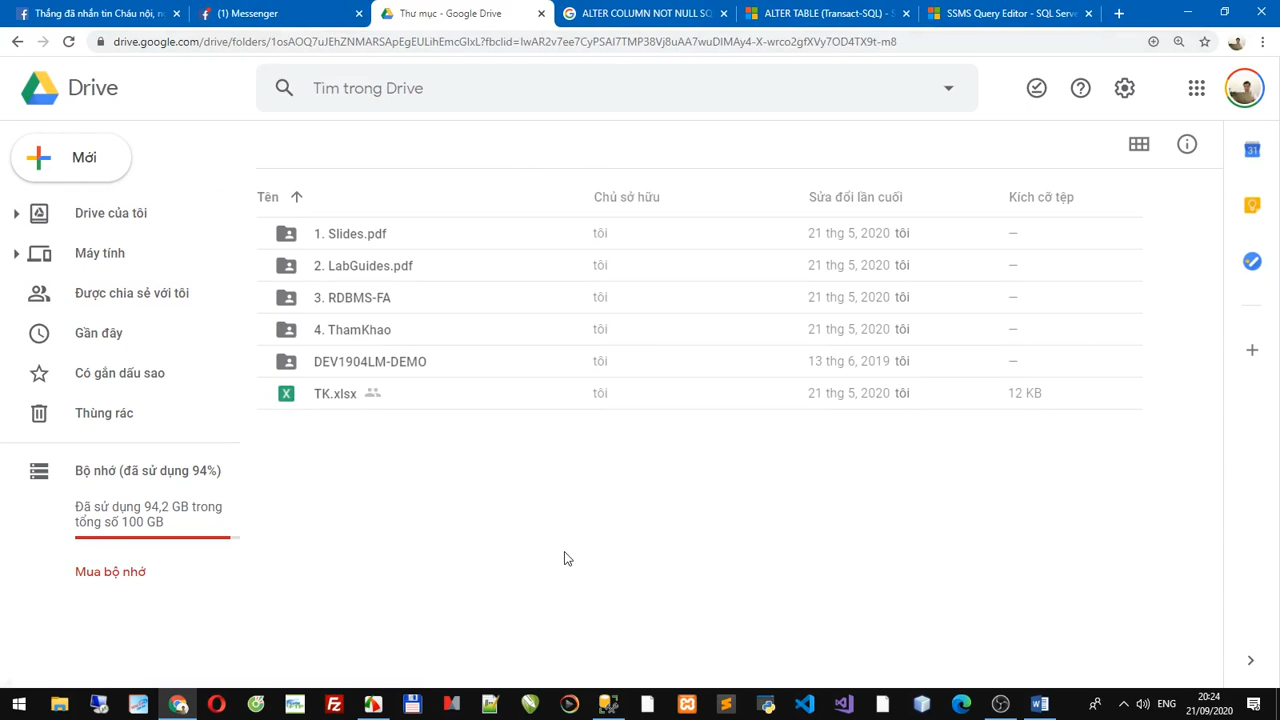 Thắng đã nhắn tin Cháu nội, n
(1) Messenger
Thư mục - Google Drive
ALTER COLUMN NOT NULL SQ
ALTER TABLE (Transact-SQL) - S
SSMS Query Editor - SQL Serve
drive.google.com/drive/folders/
Drive
Tìm trong Drive
Mới
31
Tên
Chủ sở hữu
Sửa đổi lần cuối
Kích cỡ tệp
Drive của tôi
1. Slides.pdf
tôi
21 thg 5, 2020 tôi
—
Máy tính
2. LabGuides.pdf
tôi
21 thg 5, 2020 tôi
—
Được chia sẻ với tôi
3. RDBMS-FA
tôi
21 thg 5, 2020 tôi
—
Gần đây
4. ThamKhao
tôi
21 thg 5, 2020 tôi
—
Có gắn dấu sao
DEV1904LM-DEMO
tôi
13 thg 6, 2019 tôi
—
Thùng rác
TK.xlsx
tôi
21 thg 5, 2020 tôi
12 KB
Bộ nhớ (đã sử dụng 94%)
Đã sử dụng 94,2 GB trong
tổng số 100 GB
Mua bộ nhớ
ENG
20:24
21/09/2020